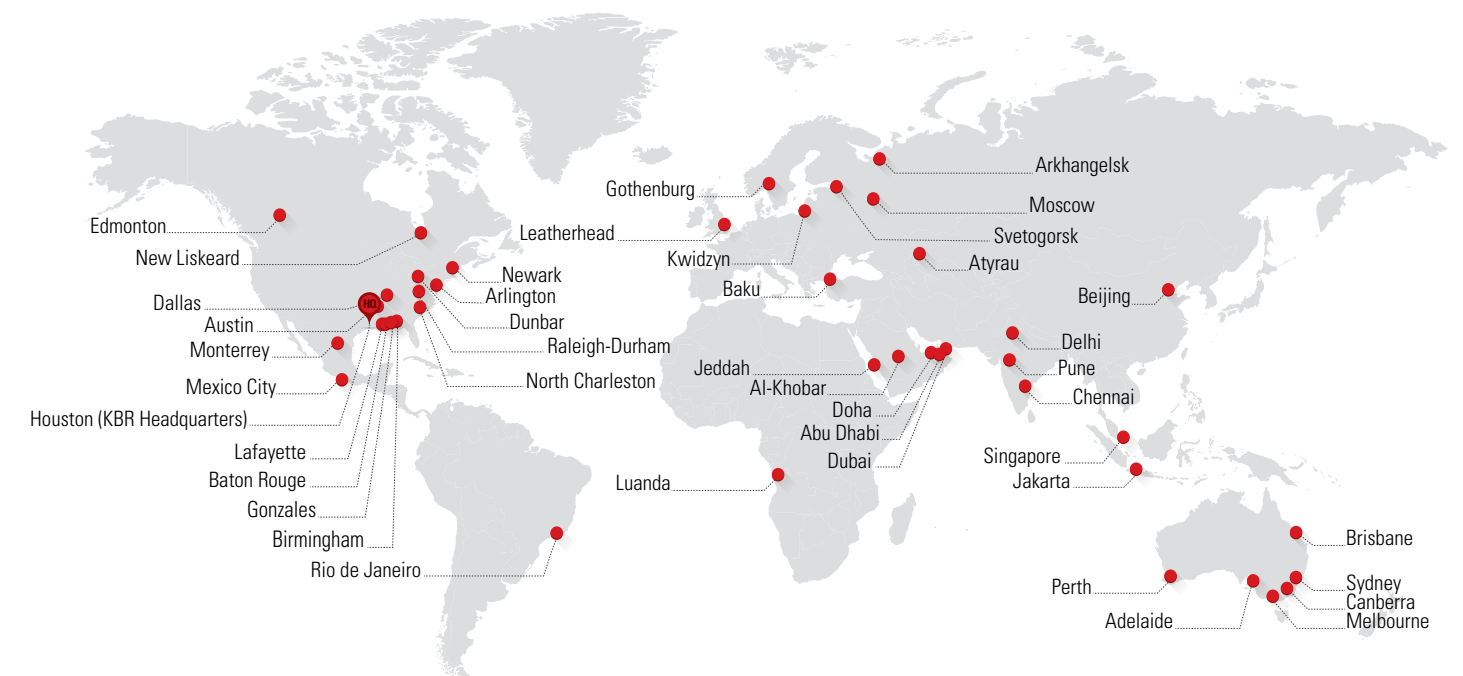 Arkhangelsk
Gothenburg
Moscow
Edmonton
Leatherhead
Svetogorsk
New Liskeard
Kwidzyn
Atyrau
Newark
Baku
Arlington
Beijing
Dallas
HQ
Austin
Dunbar
Monterrey
Raleigh-Durham
Delhi
Jeddah
Pune
Mexico City
North Charleston
Al-Khobar
Chennai
Houston (KBR Headquarters)
Doha
Abu Dhabi
Lafayette
Dubai
Singapore
Baton Rouge
Luanda
Jakarta
Gonzales
Birmingham
Brisbane
Rio de Janeiro
Perth
Sydney
Canberra
Adelaide
Melbourne